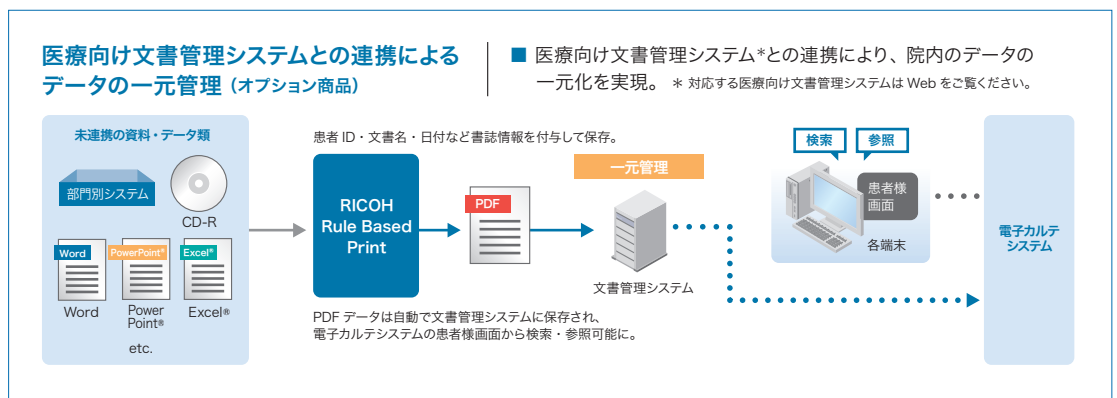 医療向け文書管理システムとの連携による
データの一元管理（オプション商品）
■ 医療向け文書管理システム*との連携により、院内のデータの
一元化を実現。 * 対応する医療向け文書管理システムは Web をご覧ください。
未連携の資料・データ類
部門別システム
CD-R
Word
PowerPoint®
Excel®
Word
Power
Point®
Excel®
etc.
患者 ID・文書名・日付など書誌情報を付与して保存。
RICOH
Rule Based
Print
PDF
一元管理
文書管理システム
PDF データは自動で文書管理システムに保存され、
電子カルテシステムの患者様画面から検索・参照可能に。
検索
参照
患者様
画面
各端末
電子カルテ
システム